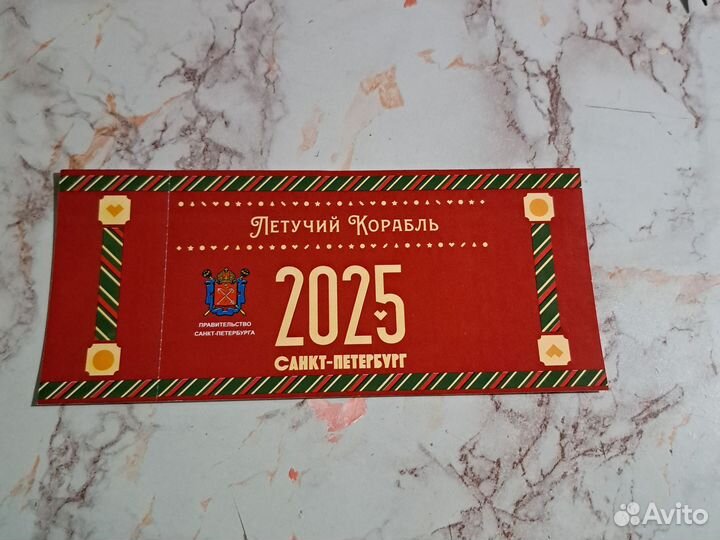 Летучий Корабль
2025
ПРАВИТЕЛЬСТВО
САНКТ-ПЕТЕРБУРГА
САНКТ-ПЕТЕРБУРГ
Avito